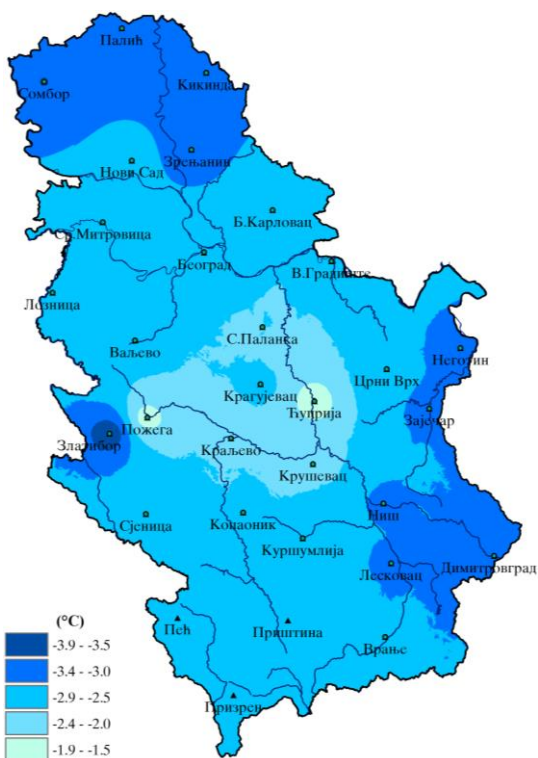 Палић
Кикинда
Сомбор
Зрењанин
Нови Сад
Б.Карловац
Ср.Митровица
Београд
В.Градиште
Лозница
С.Паланка
Ваљево
Неготин
Црни Врх
Крагујевац
Ћуприја
Зајечар
Пожега
Златибор
Краљево
Крушевац
Сјеница
Копаоник
Ниш
Куршумлија
Лесковац
Димитровград
Пећ
Приштина
Врање
Призрен
(°C)
-3.9 - -3.5
-3.4 - -3.0
-2.9 - -2.5
-2.4 - -2.0
-1.9 - -1.5